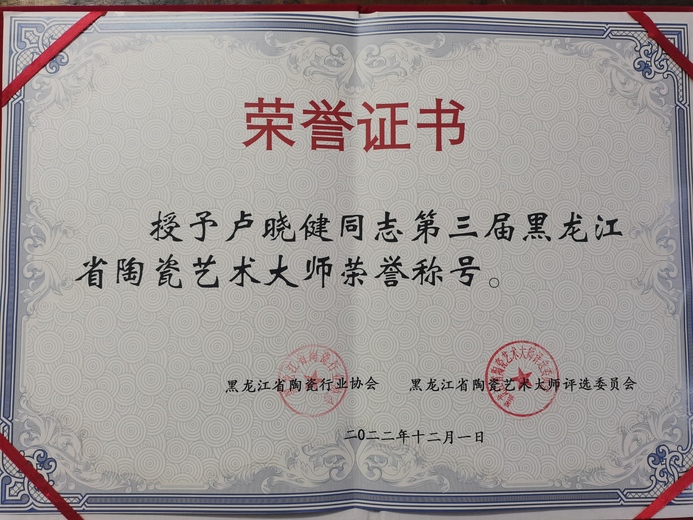 荣誉证书
授予卢晓健同志第三届黑龙江
省陶瓷艺术大师荣誉称号。
黑龙江省陶瓷行业协会 黑龙江省陶瓷艺术大师评选委员会
二〇二二年十二月一日